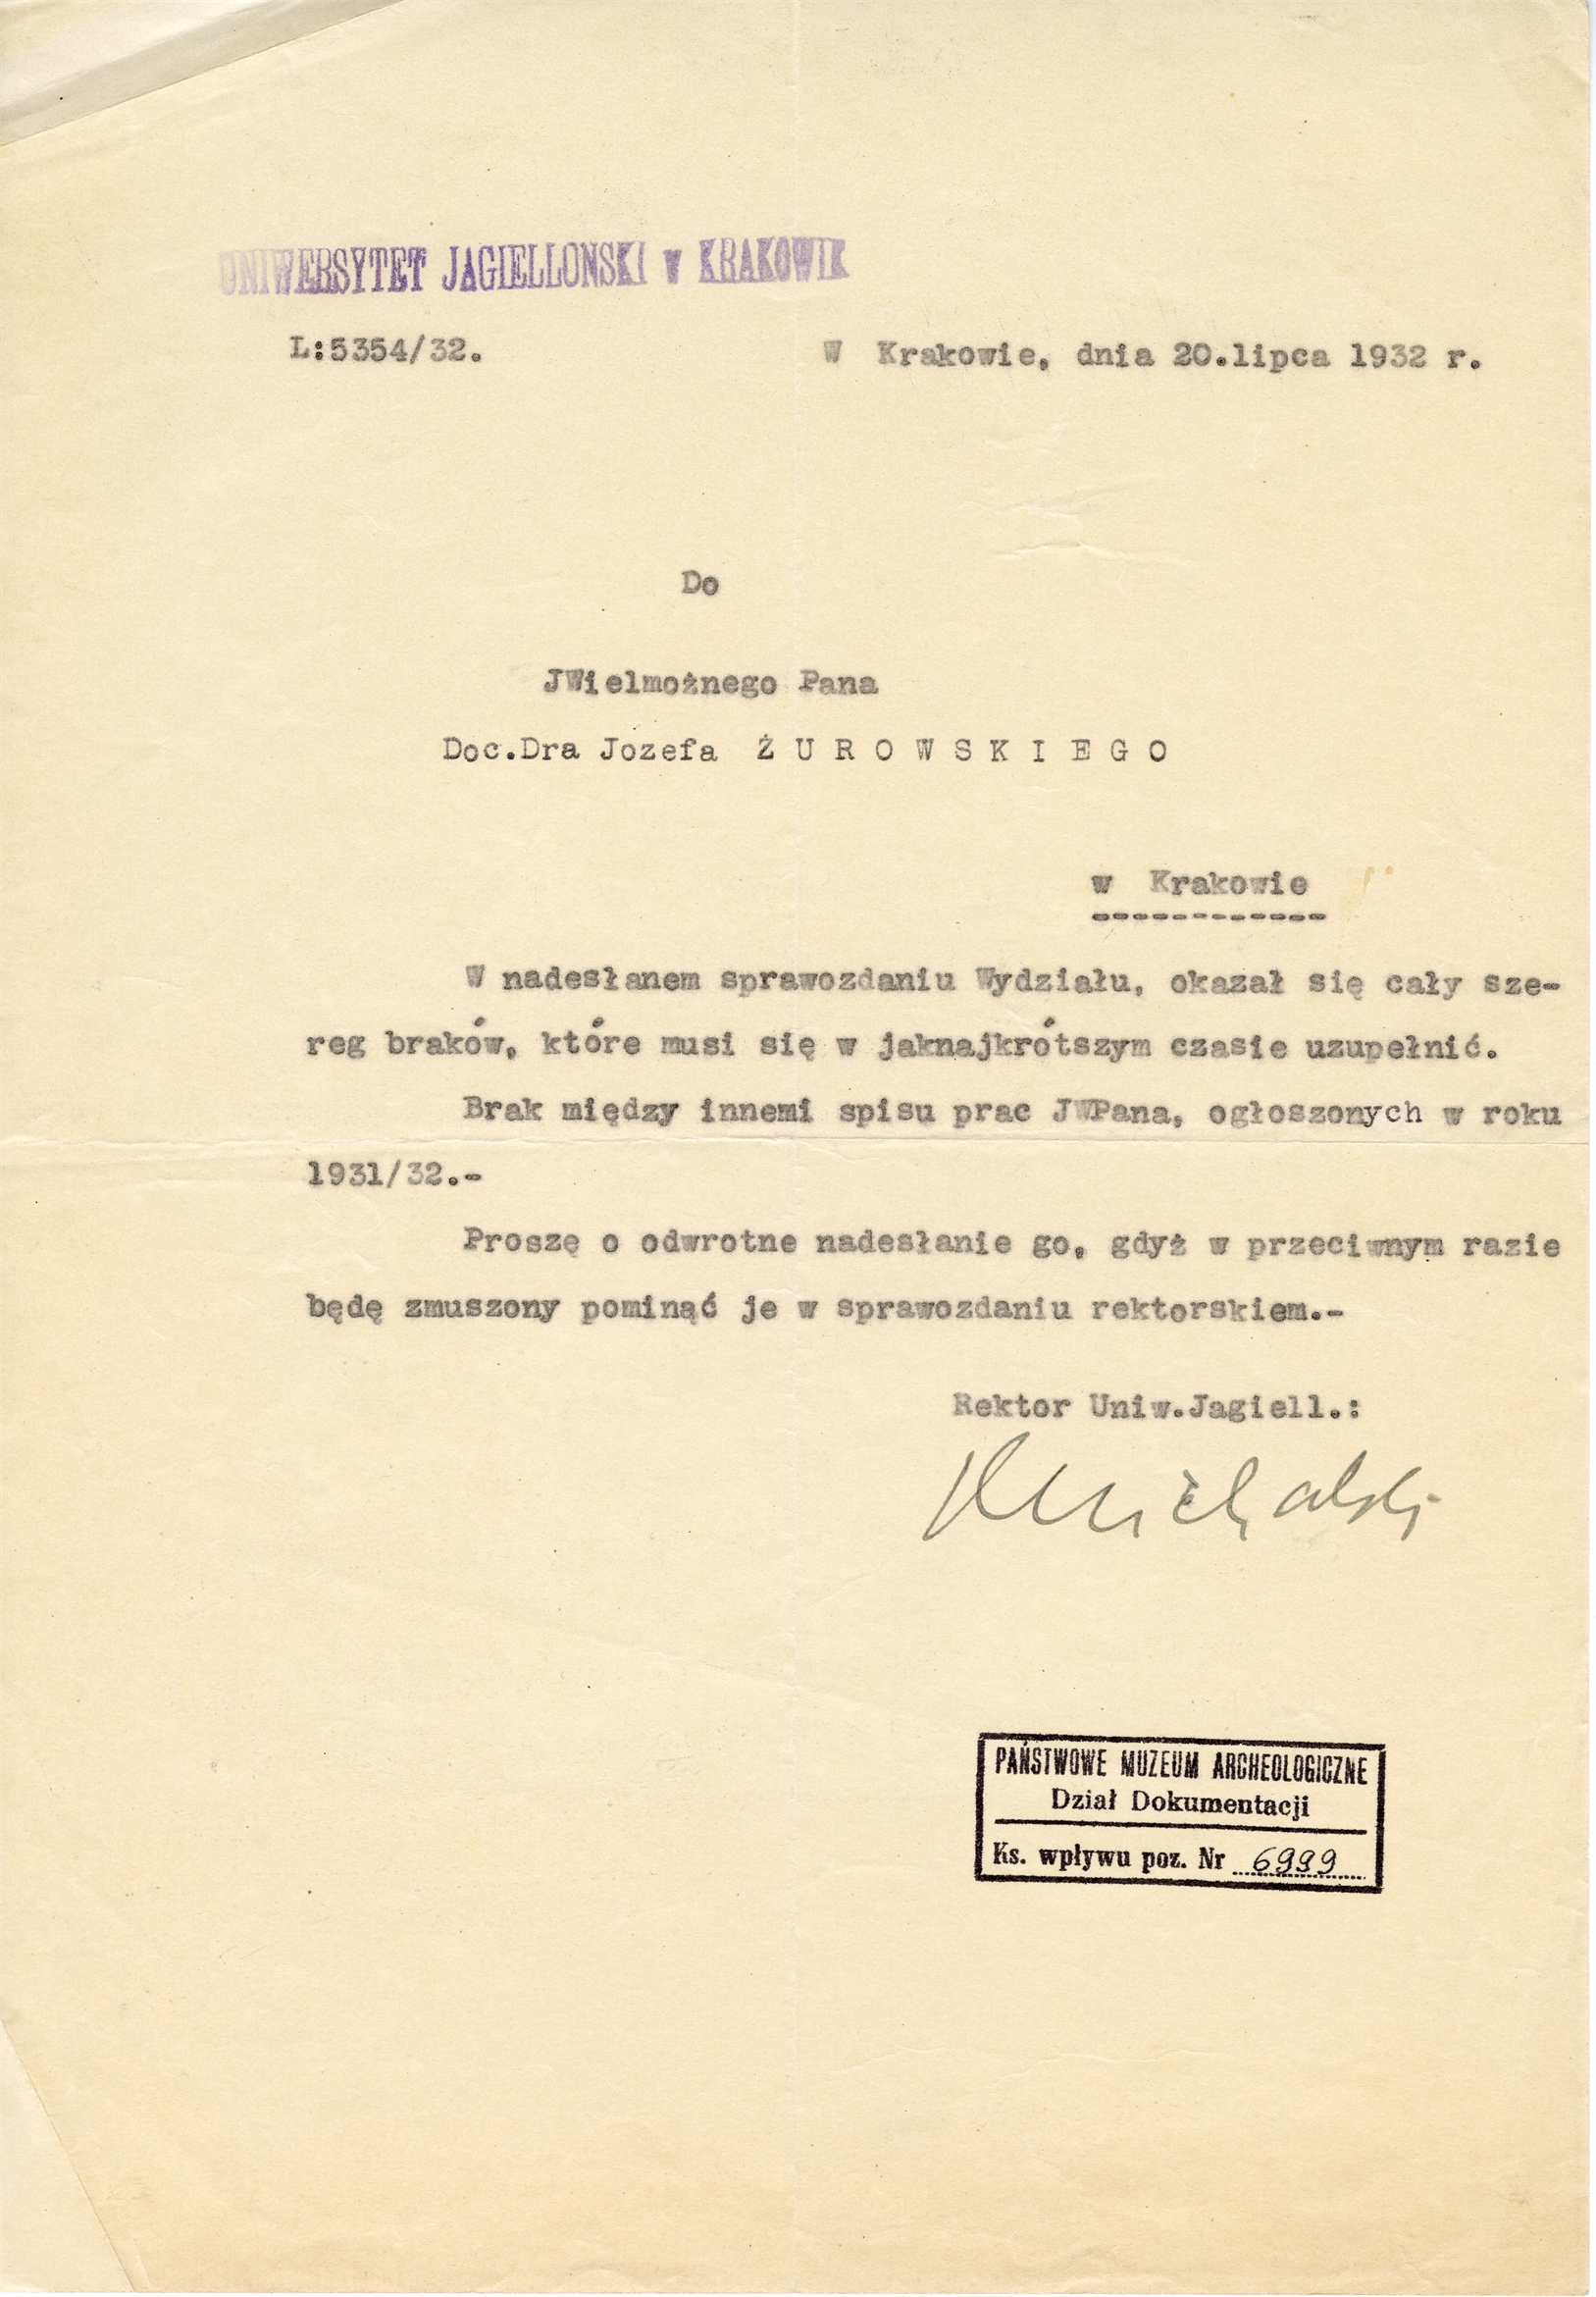 UNIWERSYTET JAGIELLONSKI w KRAKOWIE
L:5354/32.
W Krakowie, dnia 20.lipca 1932 r.
Do
JWielmożnego Pana
Doc.Dra Jozefa Ż U R O W S K I E G O
w Krakowie
------------
W nadesłanem sprawozdaniu Wydziału, okazał się cały sze-
reg braków, które musi się w jaknajkrótszym czasie uzupełnić.
Brak między innemi spisu prac JWPana, ogłoszonych w roku
1931/32.-
Proszę o odwrotne nadesłanie go, gdyż w przeciwnym razie
będę zmuszony pominąć je w sprawozdaniu rektorskiem.-
Rektor Uniw.Jagiell.:
KMichalski
PAŃSTWOWE MUZEUM ARCHEOLOGICZNE
Dział Dokumentacji
Ks. wpływu poz. Nr 6999